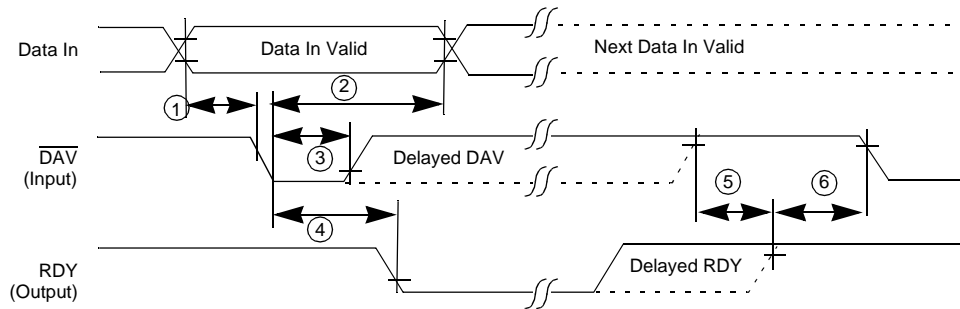 Data In
Data In Valid
Next Data In Valid
1
2
DAV
(Input)
3
Delayed DAV
5
6
4
RDY
(Output)
Delayed RDY